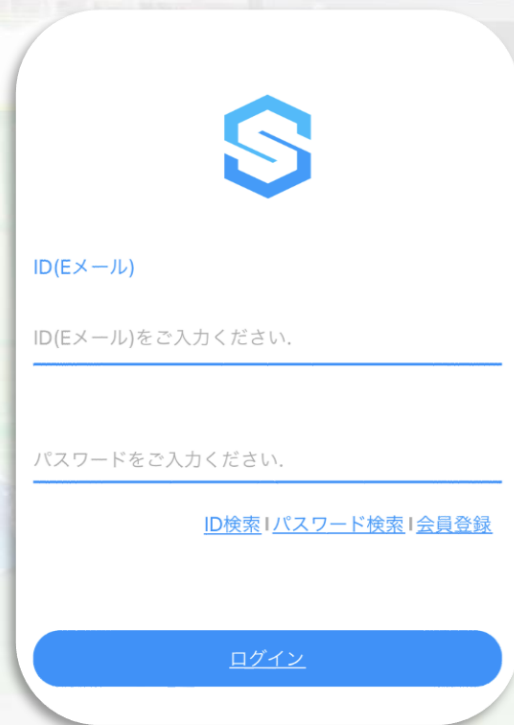 ID(Eメール)
ID(Eメール)をご入力ください.
パスワードをご入力ください.
ID検索 I パスワード検索 I 会員登録
ログイン